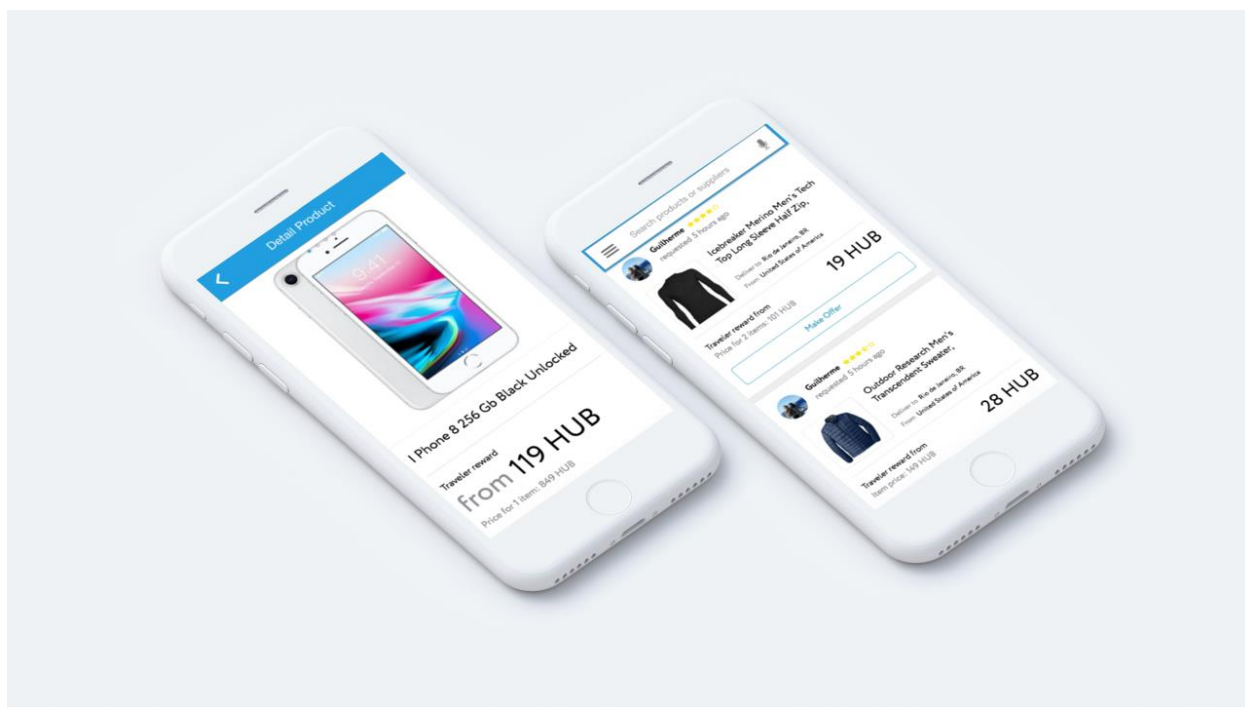 Detail Product
9:41
I Phone 8 256 Gb Black Unlocked
Traveler reward
from 119 HUB
Price for 1 item: 849 HUB
Search products or suppliers
Guilherme
requested 5 hours ago
Icebreaker Merino Men's Tech
Top Long Sleeve Half Zip,
Deliver to Rio de Janeiro, BR
From United States of America
Traveler reward from
19 HUB
Price for 2 items: 101 HUB
Make Offer
Guilherme
requested 5 hours ago
Outdoor Research Men's
Transcendent Sweater,
Deliver to Rio de Janeiro, BR
From United States of America
Traveler reward from
28 HUB
Item price: 149 HUB